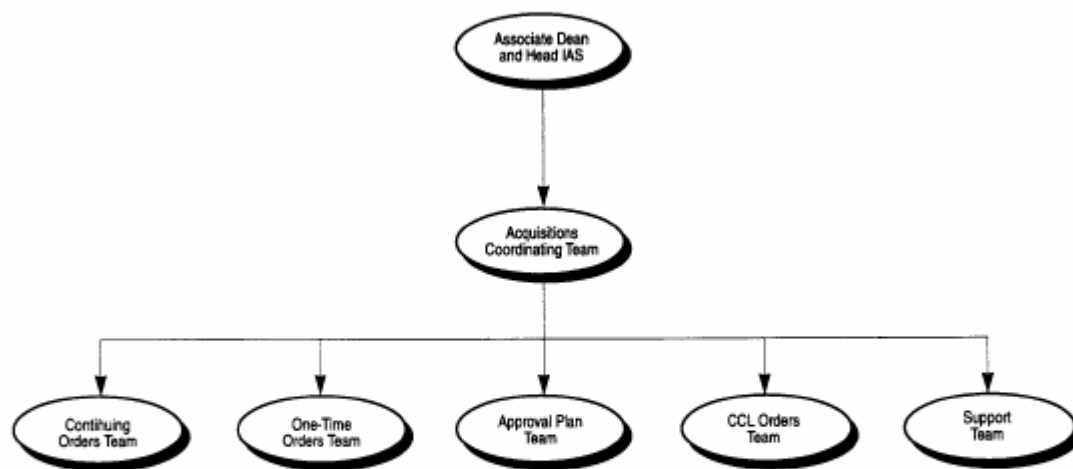 Associate Dean
and Head IAS
Acquisitions
Coordinating Team
Contihuing
Orders Team
One-Time
Orders Team
Approval Plan
Team
CCL Orders
Team
Support
Team